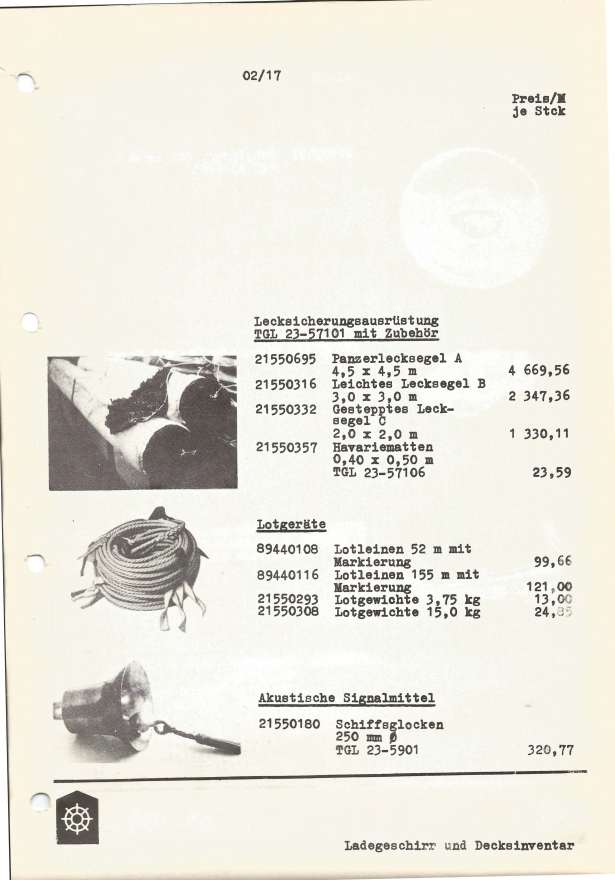 02/17
Preis/M
je Stck
Lecksicherungsausrüstung
TGL 23-57101 mit Zubehör
21550695 Panzerlecksegel A
4,5 x 4,5 m 4 669,56
21550316 Leichtes Lecksegel B
3,0 x 3,0 m 2 347,36
21550332 Gestepptes Leck-
segel C
2,0 x 2,0 m 1 330,11
21550357 Havariematten
0,40 x 0,50 m
TGL 23-57106 23,59
Lotgeräte
89440108 Lotleinen 52 m mit
Markierung 99,66
89440116 Lotleinen 155 m mit
Markierung 121,00
21550293 Lotgewichte 3,75 kg 13,00
21550308 Lotgewichte 15,0 kg
Akustische Signalmittel
21550180 Schiffsglocken
250 mm Ø
TGL 23-5901 320,77
Ladegeschirr und Decksinventar